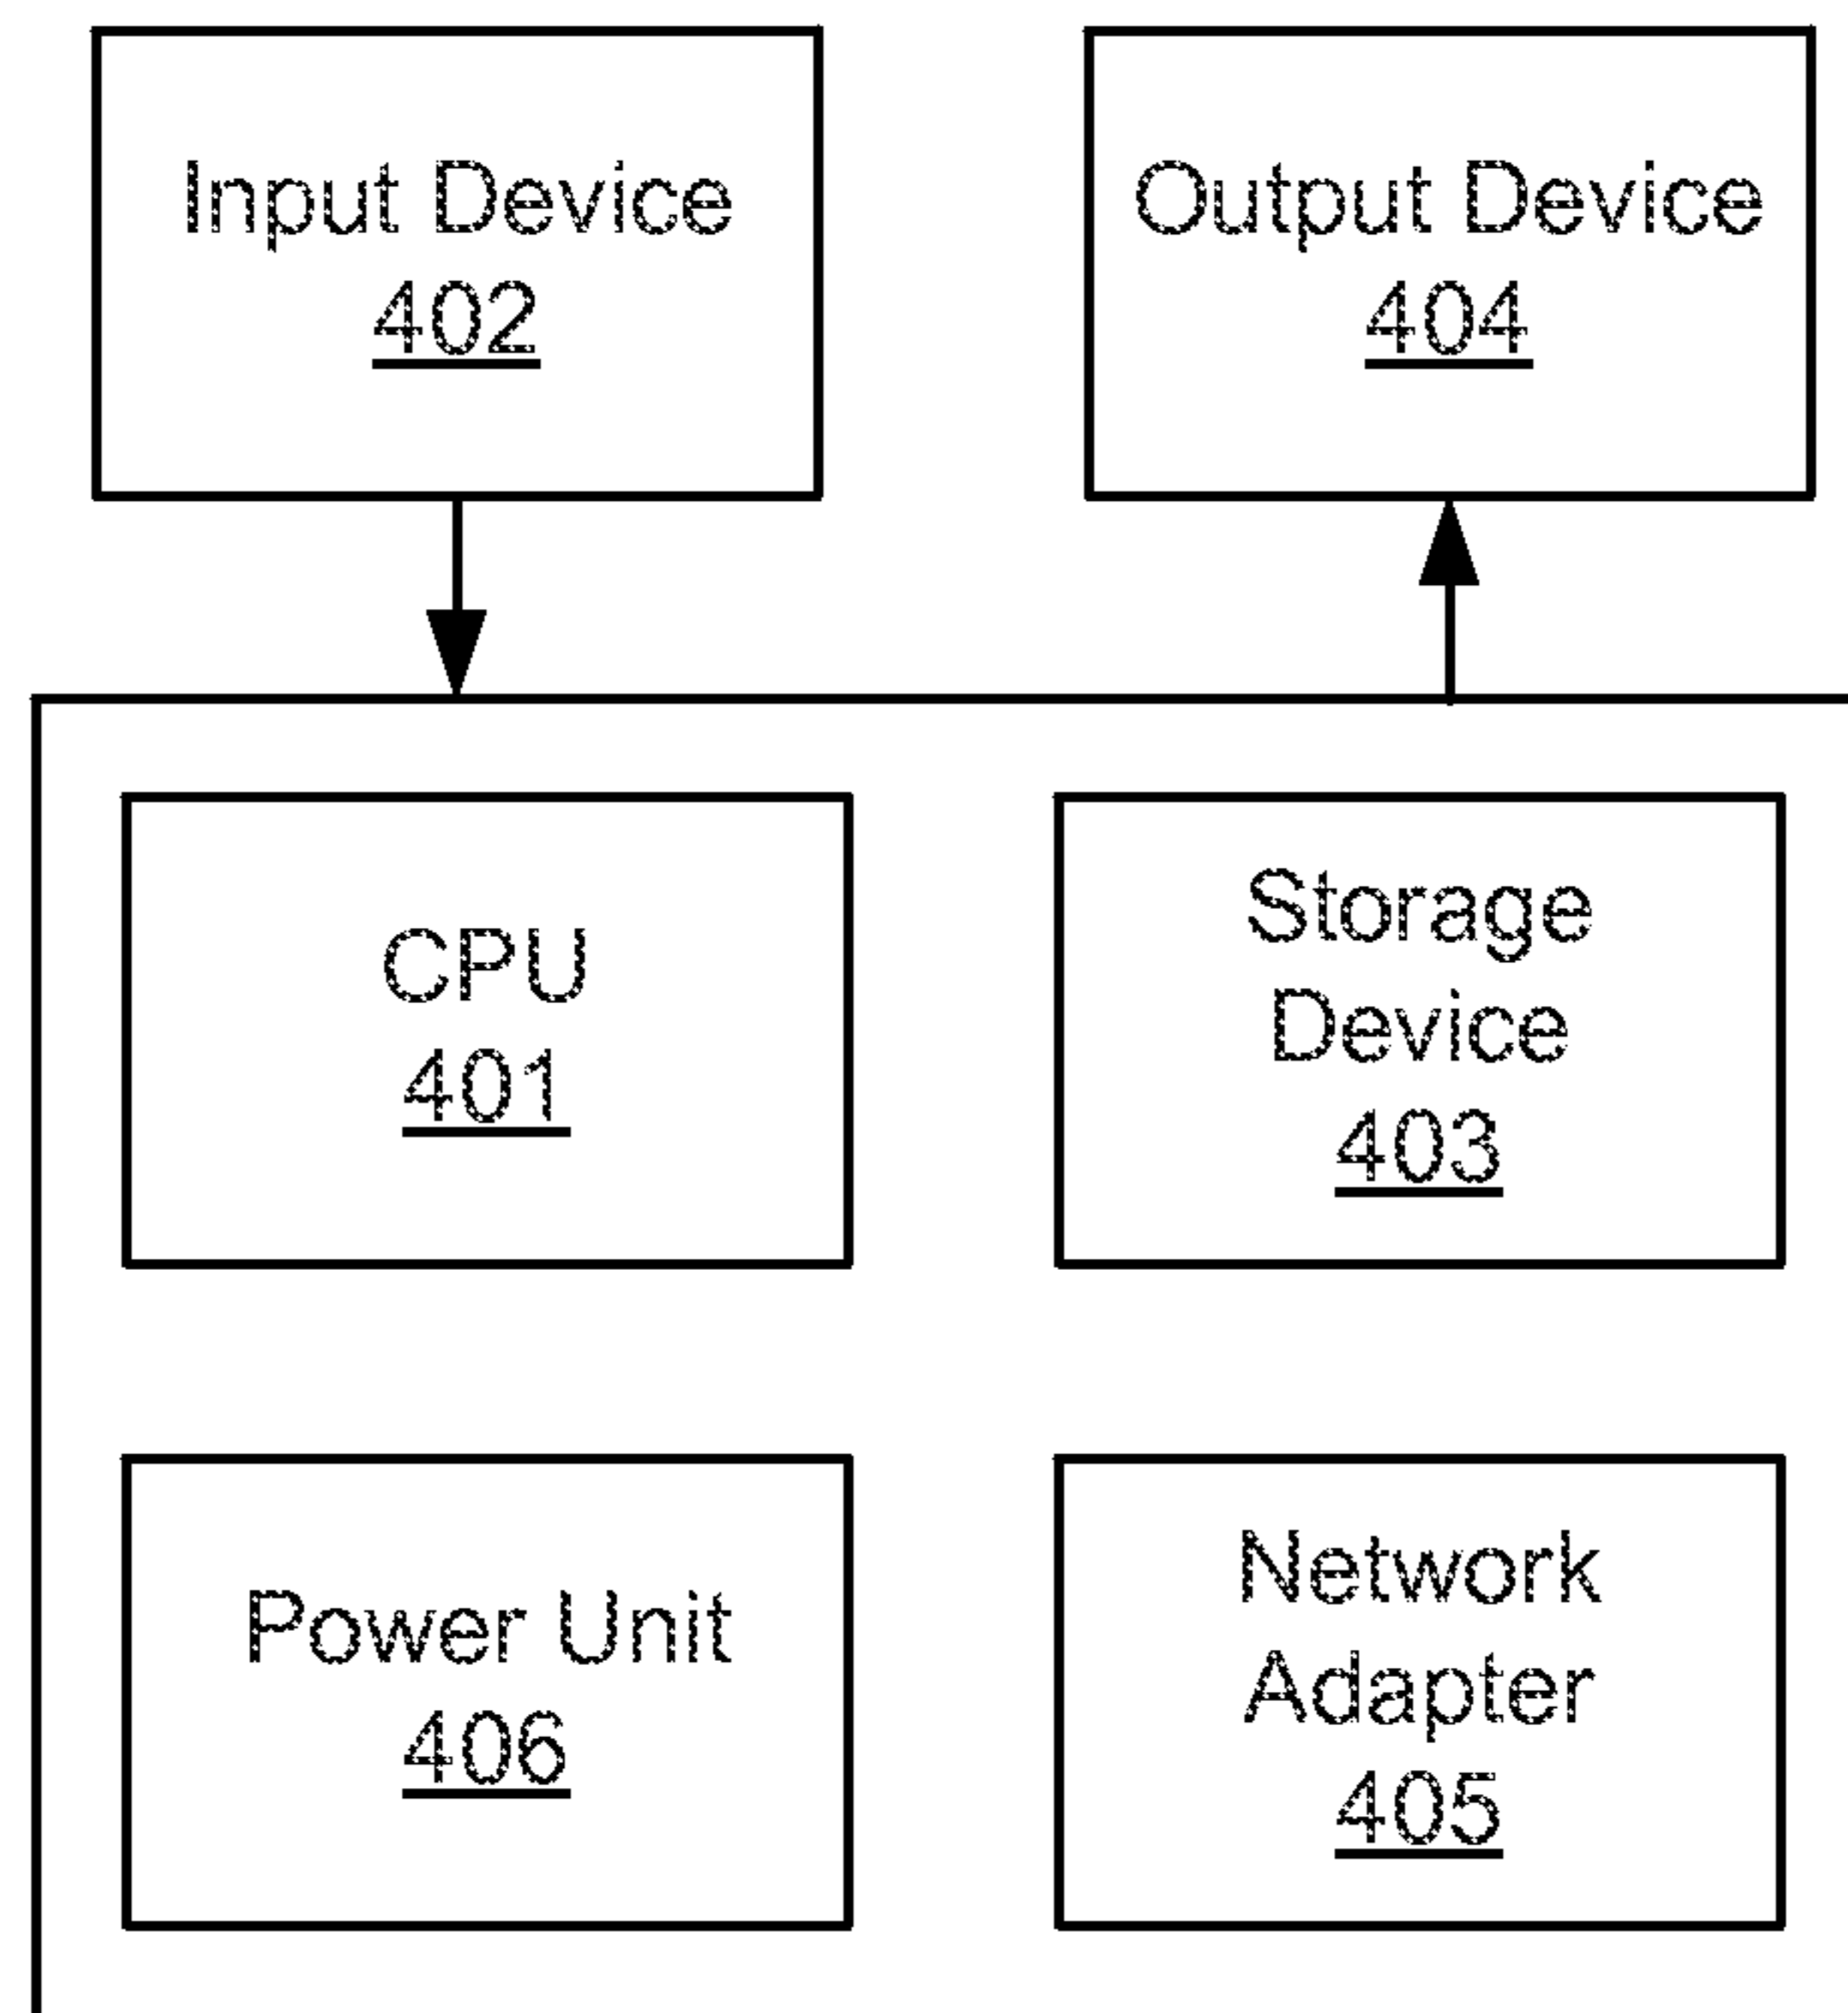 Input Device
402
Output Device
404
CPU
401
Storage
Device
403
Power Unit
406
Network
Adapter
405